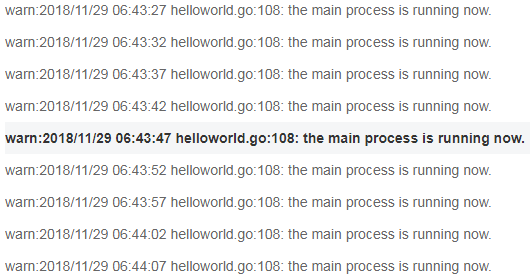 warn:2018/11/29 06:43:27 helloworld.go:108: the main process is running now.
warn:2018/11/29 06:43:32 helloworld.go:108: the main process is running now.
warn:2018/11/29 06:43:37 helloworld.go:108: the main process is running now.
warn:2018/11/29 06:43:42 helloworld.go:108: the main process is running now.
warn:2018/11/29 06:43:47 helloworld.go:108: the main process is running now.
warn:2018/11/29 06:43:52 helloworld.go:108: the main process is running now.
warn:2018/11/29 06:43:57 helloworld.go:108: the main process is running now.
warn:2018/11/29 06:44:02 helloworld.go:108: the main process is running now.
warn:2018/11/29 06:44:07 helloworld.go:108: the main process is running now.